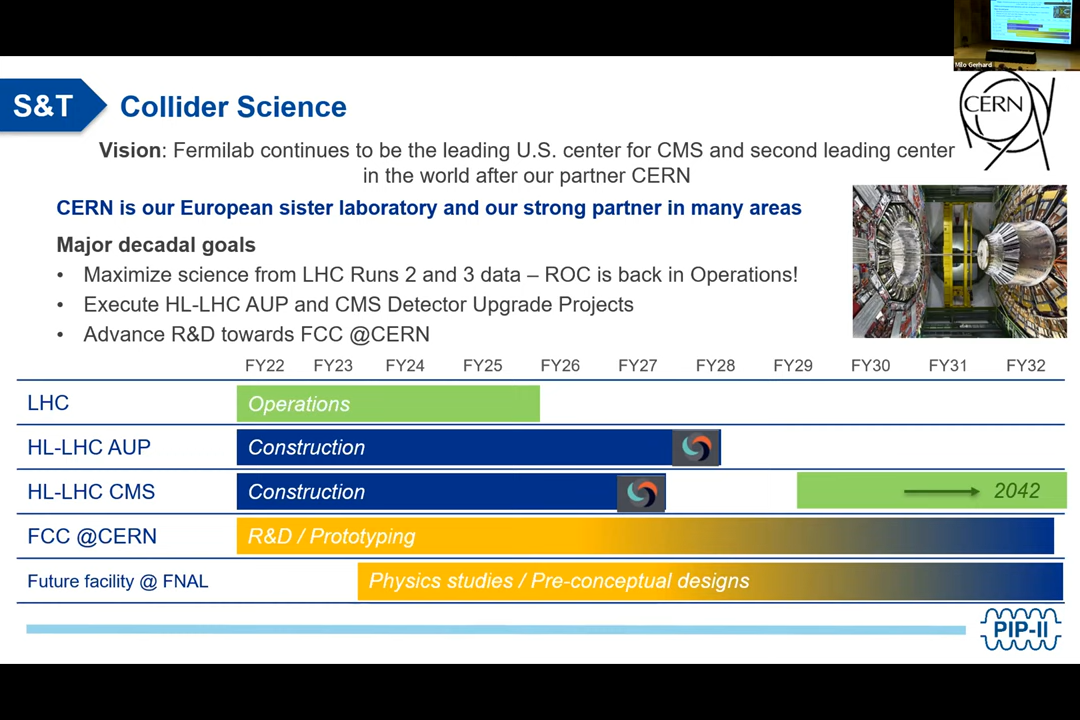 Milo Gerhard
S&T
Collider Science
CERN
Vision: Fermilab continues to be the leading U.S. center for CMS and second leading center
in the world after our partner CERN
CERN is our European sister laboratory and our strong partner in many areas
Major decadal goals
• Maximize science from LHC Runs 2 and 3 data – ROC is back in Operations!
• Execute HL-LHC AUP and CMS Detector Upgrade Projects
• Advance R&D towards FCC @CERN
FY22 FY23 FY24 FY25 FY26 FY27 FY28 FY29 FY30 FY31 FY32
LHC Operations
HL-LHC AUP Construction
HL-LHC CMS Construction 2042
FCC @CERN R&D / Prototyping
Future facility @ FNAL Physics studies / Pre-conceptual designs
PIP-II